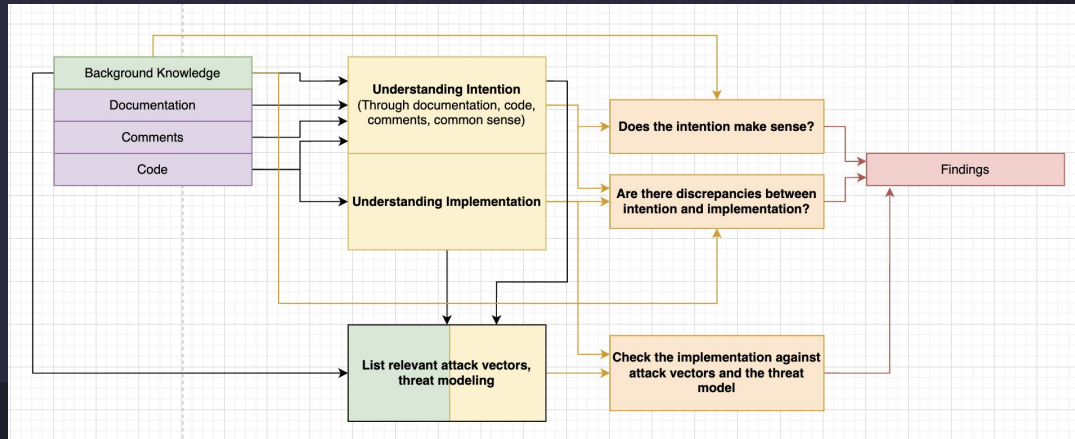 Background Knowledge
Documentation
Comments
Code
Understanding Intention
(Through documentation, code,
comments, common sense)
Understanding Implementation
List relevant attack vectors,
threat modeling
Does the intention make sense?
Are there discrepancies between
intention and implementation?
Check the implementation against
attack vectors and the threat
model
Findings